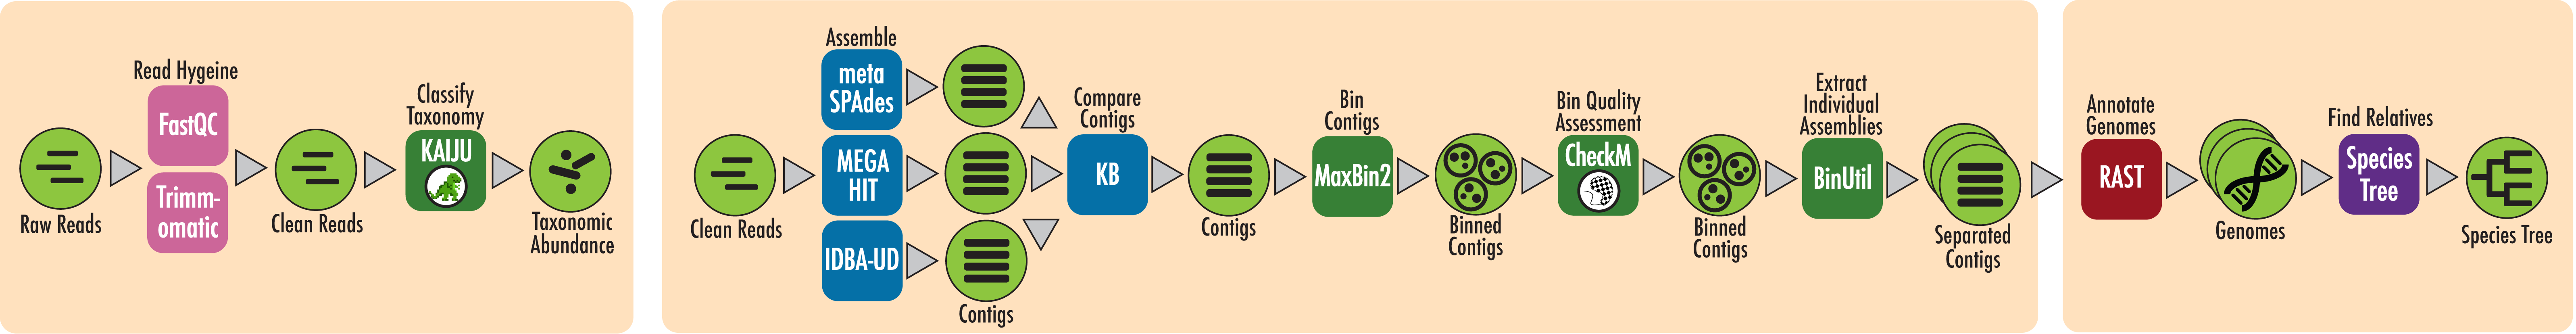 Read Hygeine
FastQC
Trimm-
omatic
Raw Reads
Clean Reads
Classify
Taxonomy
KAIJU
Taxonomic
Abundance
Clean Reads
Assemble
meta
SPAdes
MEGA
HIT
IDBA-UD
Contigs
Compare
Contigs
KB
Contigs
Bin
Contigs
MaxBin2
Binned
Contigs
Bin Quality
Assessment
CheckM
Binned
Contigs
Extract
Individual
Assemblies
BinUtil
Separated
Contigs
Annotate
Genomes
RAST
Genomes
Find Relatives
Species
Tree
Species Tree